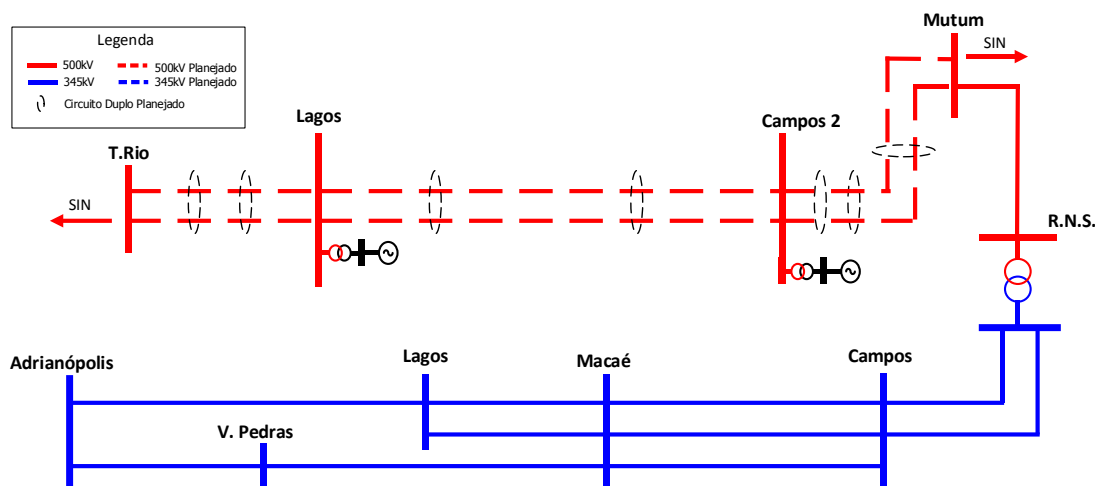 Mutum
SIN
Legenda
500kV
500kV Planejado
345kV
345kV Planejado
Circuito Duplo Planejado
Lagos
Campos 2
T.Rio
SIN
R.N.S.
Adrianópolis
Lagos
Macaé
Campos
V. Pedras